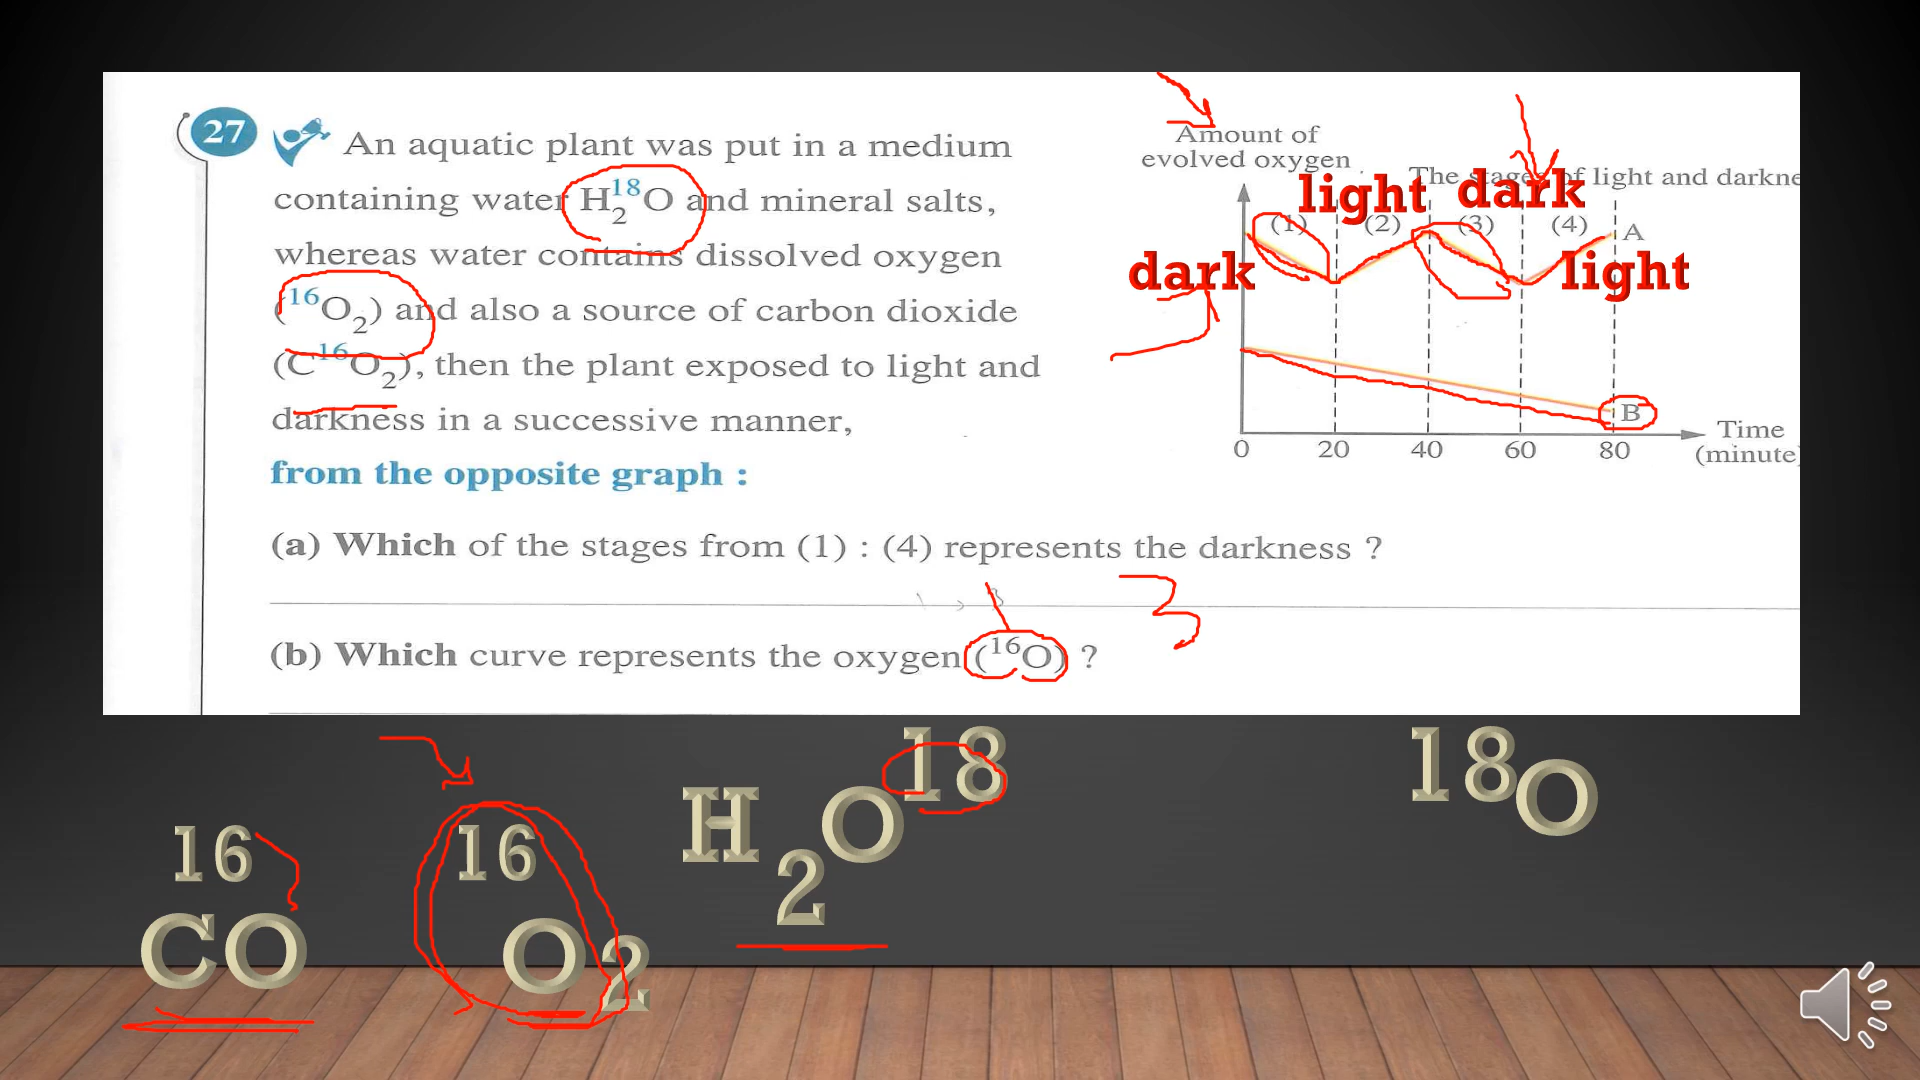 27
An aquatic plant was put in a medium
containing water H₂¹⁸O and mineral salts,
whereas water contains dissolved oxygen
(¹⁶O₂) and also a source of carbon dioxide
(C¹⁶O₂), then the plant exposed to light and
darkness in a successive manner,
from the opposite graph :
Amount of
evolved oxygen
The stages of light and darkne
light dark
(1) (2) (3) (4) A
dark light
B
0 20 40 60 80
Time
(minute)
(a) Which of the stages from (1) : (4) represents the darkness ?
1 , 3
3
(b) Which curve represents the oxygen (¹⁶O) ?
16
CO
16
O2
H2O18
18O